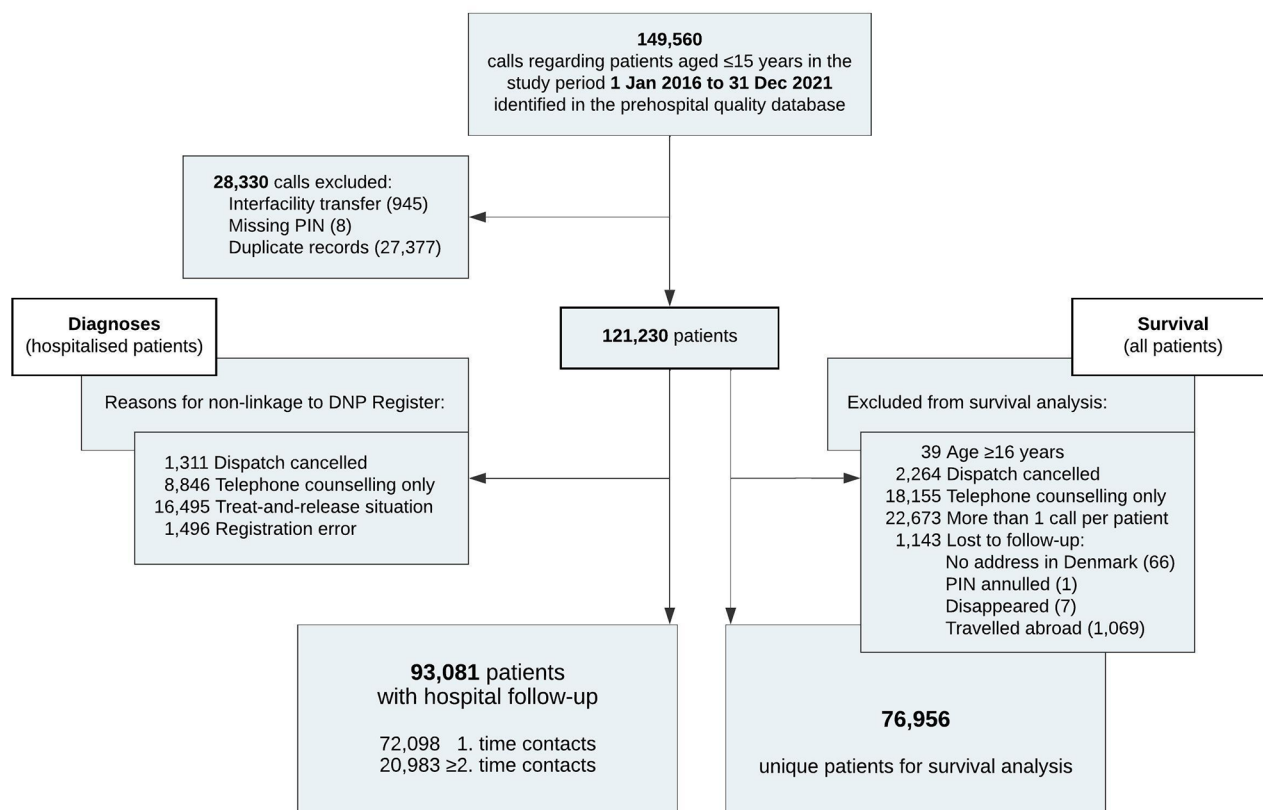 149,560
calls regarding patients aged ≤15 years in the
study period 1 Jan 2016 to 31 Dec 2021
identified in the prehospital quality database
28,330 calls excluded:
Interfacility transfer (945)
Missing PIN (8)
Duplicate records (27,377)
121,230 patients
Diagnoses
(hospitalised patients)
Reasons for non-linkage to DNP Register:
1,311 Dispatch cancelled
8,846 Telephone counselling only
16,495 Treat-and-release situation
1,496 Registration error
Survival
(all patients)
Excluded from survival analysis:
39 Age ≥16 years
2,264 Dispatch cancelled
18,155 Telephone counselling only
22,673 More than 1 call per patient
1,143 Lost to follow-up:
No address in Denmark (66)
PIN annulled (1)
Disappeared (7)
Travelled abroad (1,069)
93,081 patients
with hospital follow-up
72,098 1. time contacts
20,983 ≥2. time contacts
76,956
unique patients for survival analysis